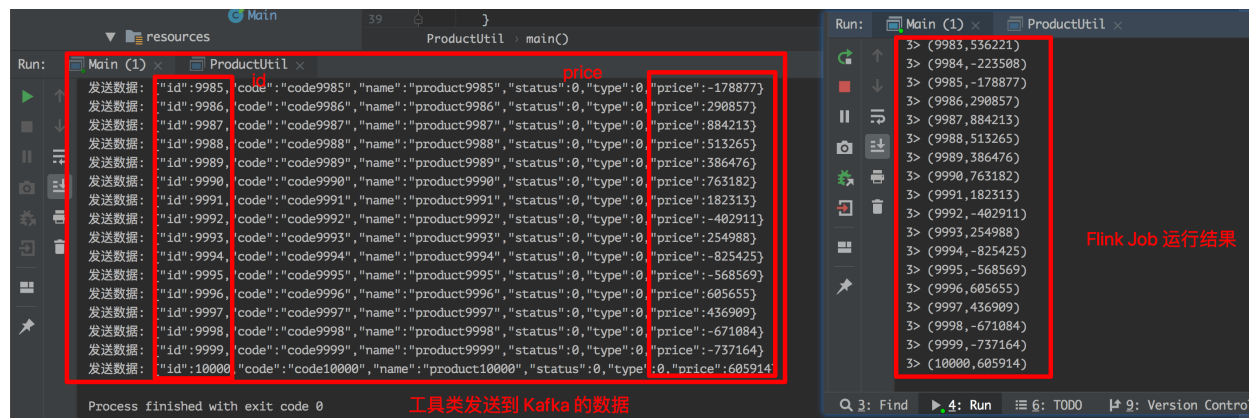 Main
39
}
resources
ProductUtil › main()
Run:
Main (1) ×
ProductUtil ×
id
price
发送数据: {"id":9985,"code":"code9985","name":"product9985","status":0,"type":0,"price":-178877}
发送数据: {"id":9986,"code":"code9986","name":"product9986","status":0,"type":0,"price":290857}
发送数据: {"id":9987,"code":"code9987","name":"product9987","status":0,"type":0,"price":884213}
发送数据: {"id":9988,"code":"code9988","name":"product9988","status":0,"type":0,"price":513265}
发送数据: {"id":9989,"code":"code9989","name":"product9989","status":0,"type":0,"price":386476}
发送数据: {"id":9990,"code":"code9990","name":"product9990","status":0,"type":0,"price":763182}
发送数据: {"id":9991,"code":"code9991","name":"product9991","status":0,"type":0,"price":182313}
发送数据: {"id":9992,"code":"code9992","name":"product9992","status":0,"type":0,"price":-402911}
发送数据: {"id":9993,"code":"code9993","name":"product9993","status":0,"type":0,"price":254988}
发送数据: {"id":9994,"code":"code9994","name":"product9994","status":0,"type":0,"price":-825425}
发送数据: {"id":9995,"code":"code9995","name":"product9995","status":0,"type":0,"price":-568569}
发送数据: {"id":9996,"code":"code9996","name":"product9996","status":0,"type":0,"price":605655}
发送数据: {"id":9997,"code":"code9997","name":"product9997","status":0,"type":0,"price":436909}
发送数据: {"id":9998,"code":"code9998","name":"product9998","status":0,"type":0,"price":-671084}
发送数据: {"id":9999,"code":"code9999","name":"product9999","status":0,"type":0,"price":-737164}
发送数据: {"id":10000,"code":"code10000","name":"product10000","status":0,"type":0,"price":605914}
Process finished with exit code 0
工具类发送到 Kafka 的数据
Run:
Main (1) ×
ProductUtil ×
3> (9983,536221)
3> (9984,-223508)
3> (9985,-178877)
3> (9986,290857)
3> (9987,884213)
3> (9988,513265)
3> (9989,386476)
3> (9990,763182)
3> (9991,182313)
3> (9992,-402911)
3> (9993,254988)
3> (9994,-825425)
3> (9995,-568569)
3> (9996,605655)
3> (9997,436909)
3> (9998,-671084)
3> (9999,-737164)
3> (10000,605914)
Flink Job 运行结果
3: Find
4: Run
6: TODO
9: Version Contro